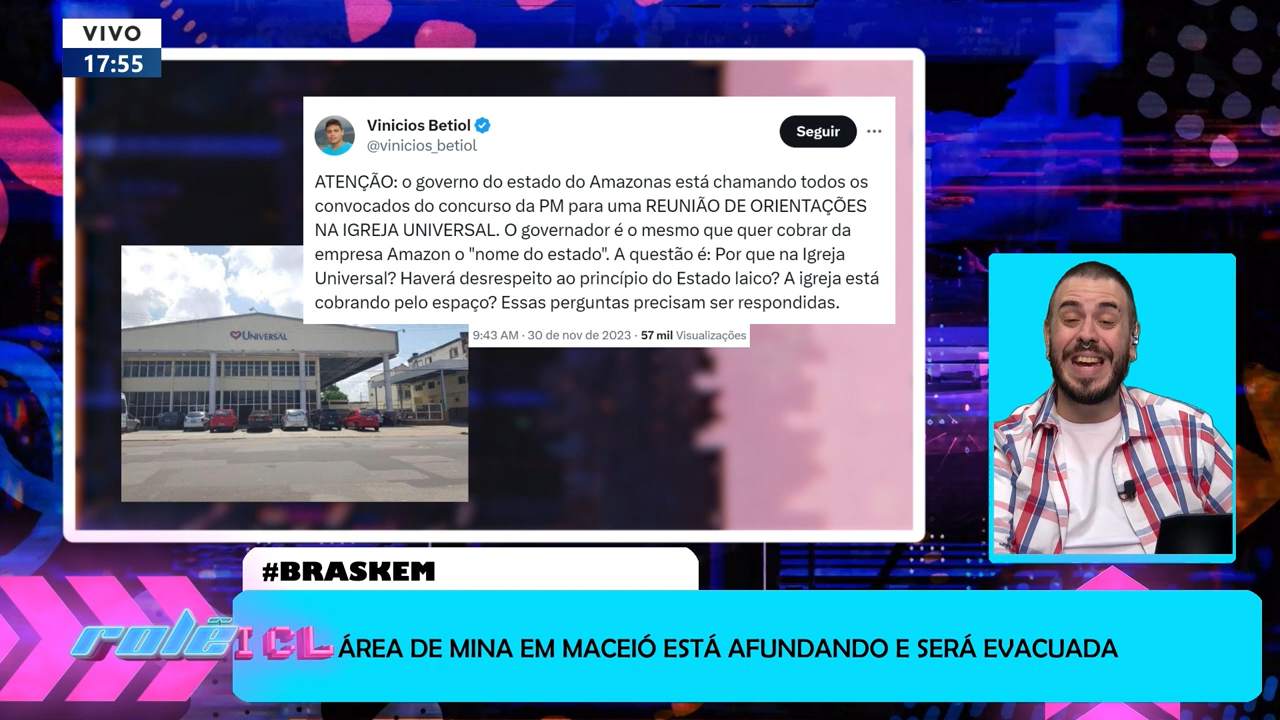 VIVO
17:55
Vinicios Betiol
@vinicios_betiol
Seguir
ATENÇÃO: o governo do estado do Amazonas está chamando todos os
convocados do concurso da PM para uma REUNIÃO DE ORIENTAÇÕES
NA IGREJA UNIVERSAL. O governador é o mesmo que quer cobrar da
empresa Amazon o "nome do estado". A questão é: Por que na Igreja
Universal? Haverá desrespeito ao princípio do Estado laico? A igreja está
cobrando pelo espaço? Essas perguntas precisam ser respondidas.
9:43 AM · 30 de nov de 2023 · 57 mil Visualizações
UNIVERSAL
#BRASKEM
rolê ICL
ÁREA DE MINA EM MACEIÓ ESTÁ AFUNDANDO E SERÁ EVACUADA